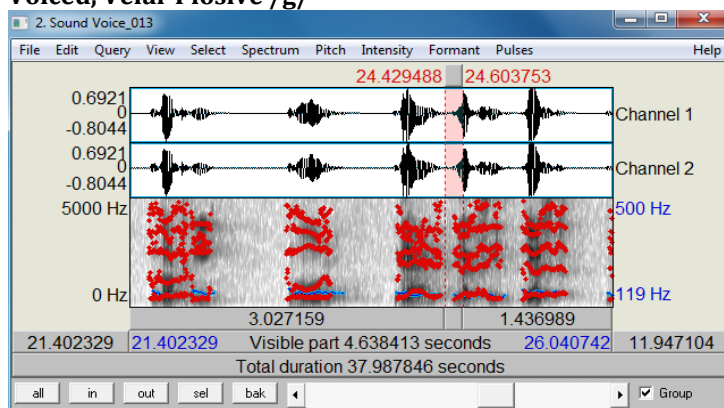 Voiced, Velar Plosive /g/
2. Sound Voice_013
File Edit Query View Select Spectrum Pitch Intensity Formant Pulses Help
24.429488 24.603753
0.6921
0
-0.8044
Channel 1
0.6921
0
-0.8044
Channel 2
5000 Hz 500 Hz
0 Hz 119 Hz
3.027159 1.436989
21.402329 21.402329 Visible part 4.638413 seconds 26.040742 11.947104
Total duration 37.987846 seconds
all in out sel bak Group